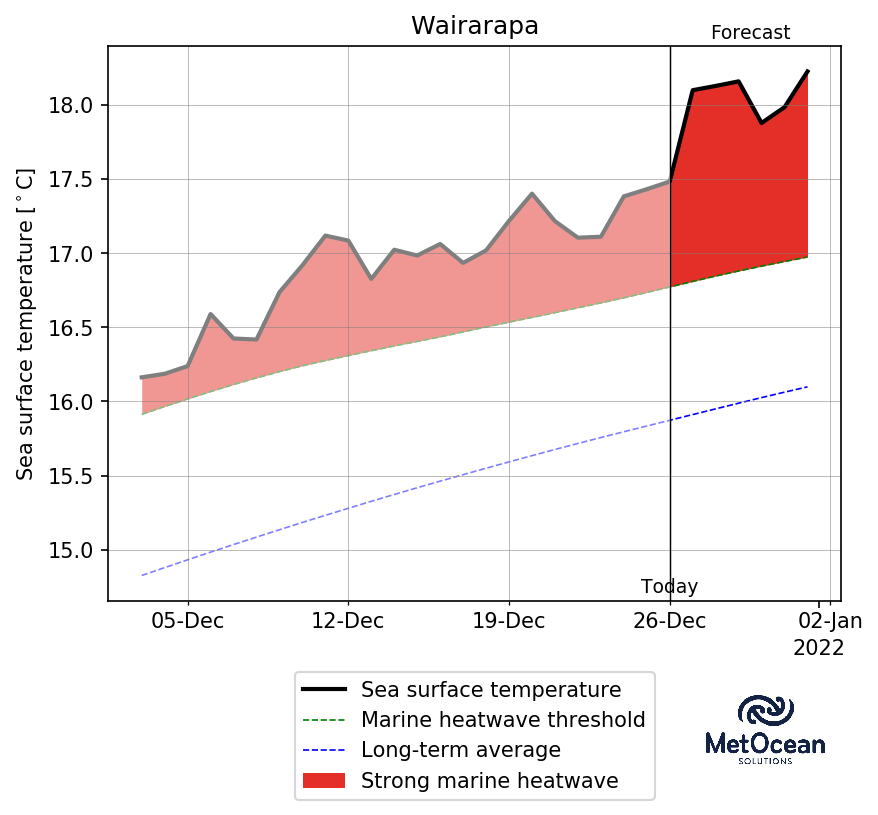 Wairarapa
Forecast
Sea surface temperature [°C]
18.0
17.5
17.0
16.5
16.0
15.5
15.0
Today
05-Dec
12-Dec
19-Dec
26-Dec
02-Jan
2022
Sea surface temperature
Marine heatwave threshold
Long-term average
Strong marine heatwave
MetOcean
SOLUTIONS